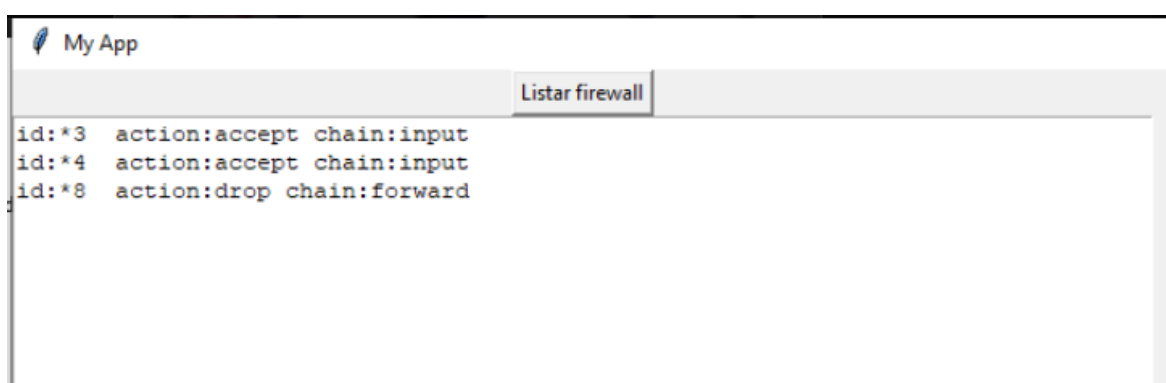 My App
Listar firewall
id:*3  action:accept chain:input
id:*4  action:accept chain:input
id:*8  action:drop chain:forward